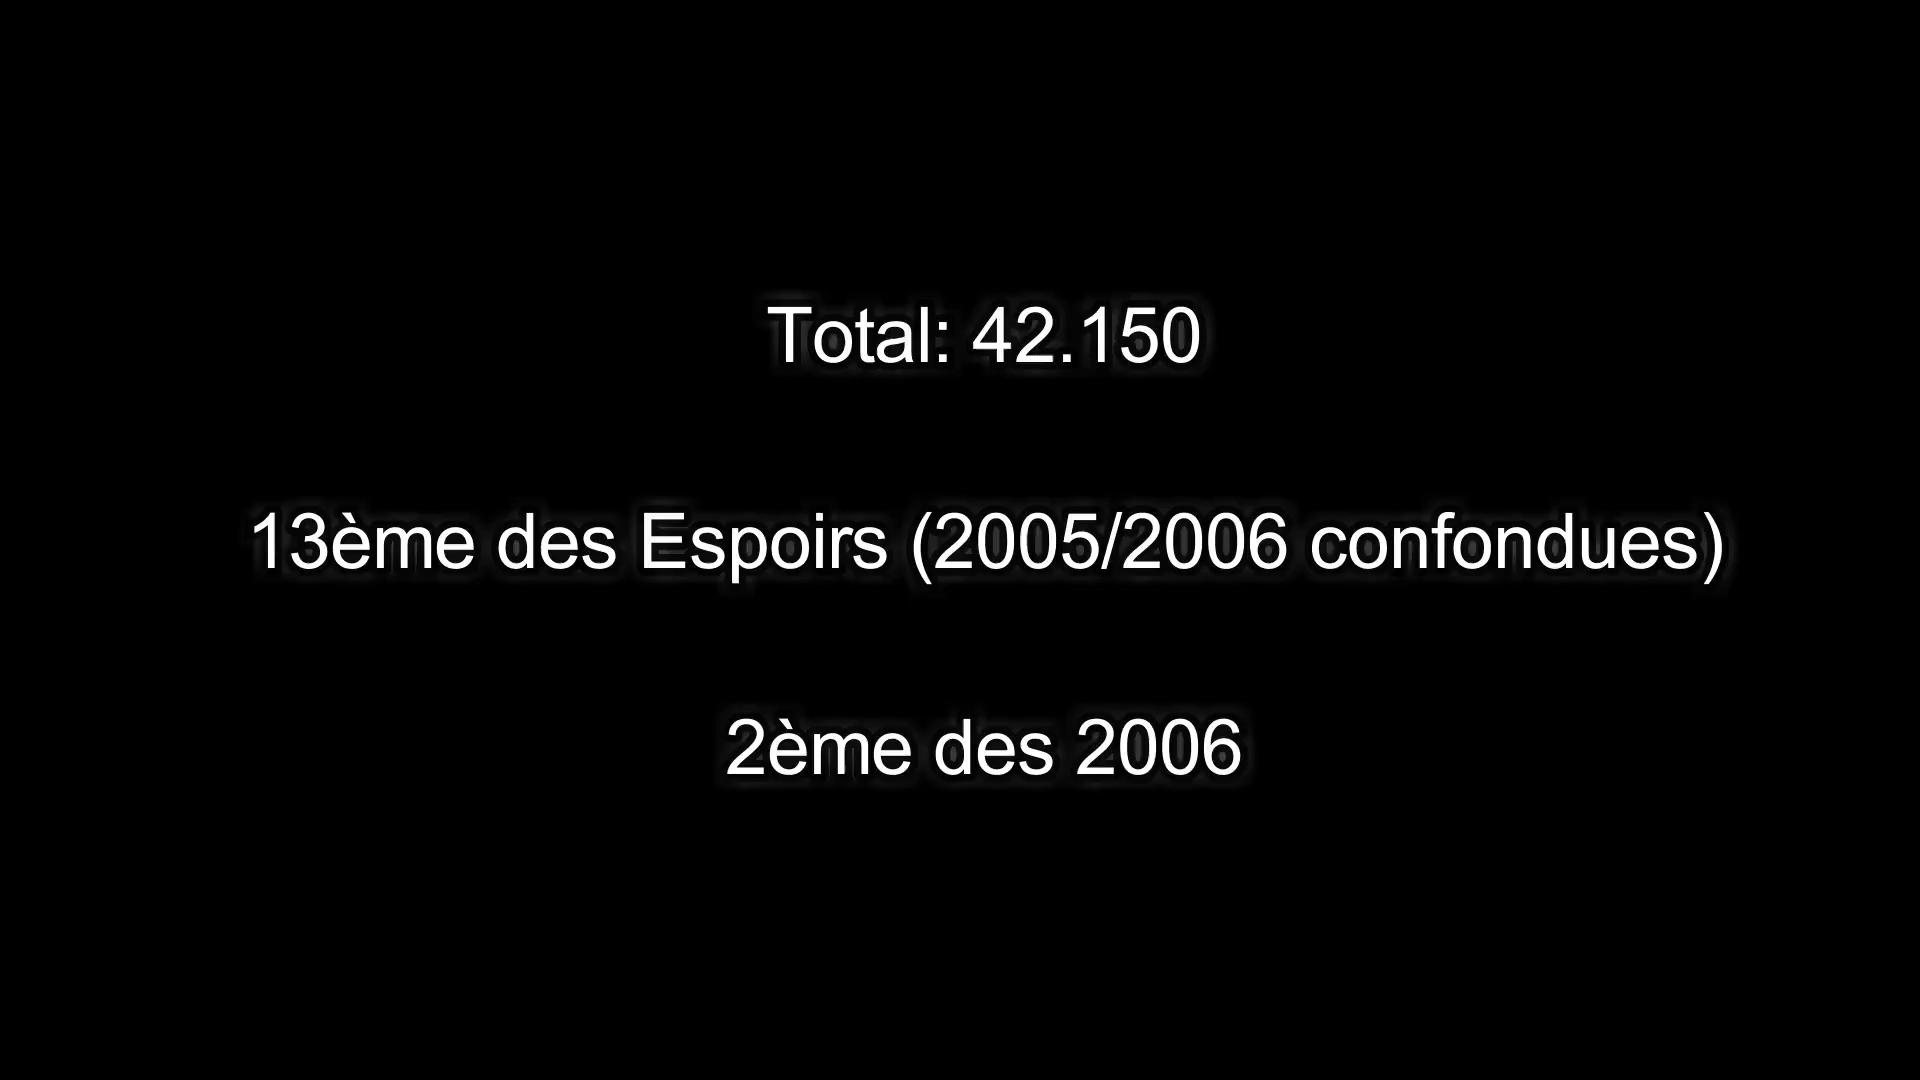 Total: 42.150
13ème des Espoirs (2005/2006 confondues)
2ème des 2006